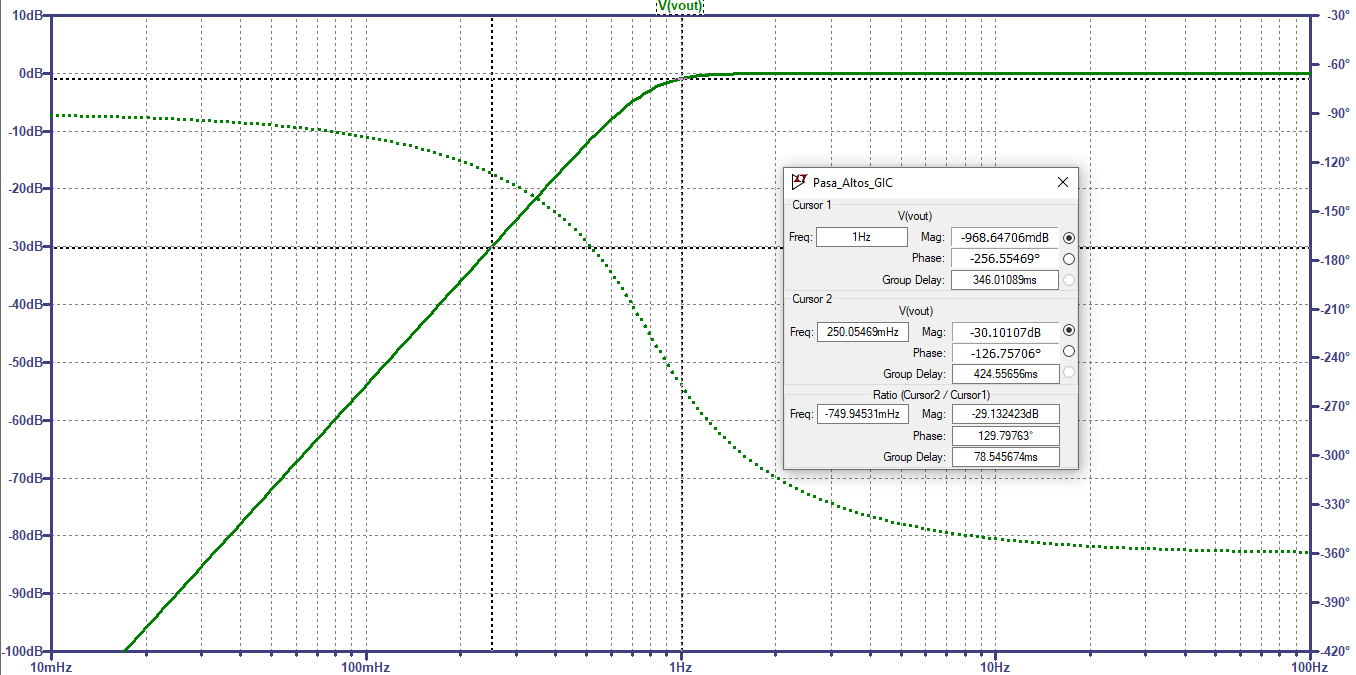 V(vout)
10dB
0dB
-10dB
-20dB
-30dB
-40dB
-50dB
-60dB
-70dB
-80dB
-90dB
-100dB
-30°
-60°
-90°
-120°
-150°
-180°
-210°
-240°
-270°
-300°
-330°
-360°
-390°
-420°
10mHz 100mHz 1Hz 10Hz 100Hz
Pasa_Altos_GIC
Cursor 1
V(vout)
Freq: 1Hz Mag: -968.64706mdB
Phase: -256.55469°
Group Delay: 346.01089ms
Cursor 2
V(vout)
Freq: 250.05469mHz Mag: -30.10107dB
Phase: -126.75706°
Group Delay: 424.55656ms
Ratio (Cursor2 / Cursor1)
Freq: -749.94531mHz Mag: -29.132423dB
Phase: 129.79763°
Group Delay: 78.545674ms